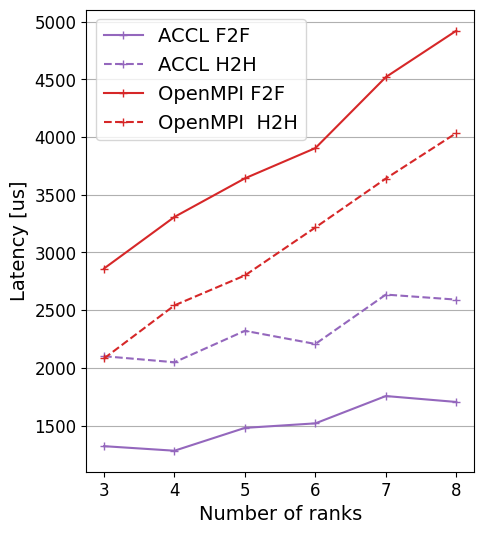 ACCL F2F
ACCL H2H
OpenMPI F2F
OpenMPI  H2H
Latency [us]
5000
4500
4000
3500
3000
2500
2000
1500
3 4 5 6 7 8
Number of ranks